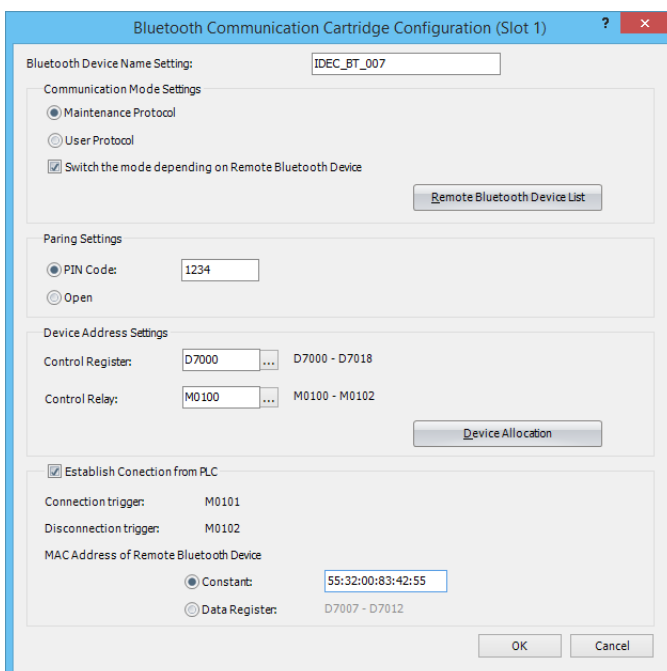 Bluetooth Communication Cartridge Configuration (Slot 1) ? ×
Bluetooth Device Name Setting: IDEC_BT_007
Communication Mode Settings
Maintenance Protocol
User Protocol
Switch the mode depending on Remote Bluetooth Device
Remote Bluetooth Device List
Paring Settings
PIN Code: 1234
Open
Device Address Settings
Control Register: D7000 ... D7000 - D7018
Control Relay: M0100 ... M0100 - M0102
Device Allocation
Establish Conection from PLC
Connection trigger: M0101
Disconnection trigger: M0102
MAC Address of Remote Bluetooth Device
Constant: 55:32:00:83:42:55
Data Register: D7007 - D7012
OK Cancel